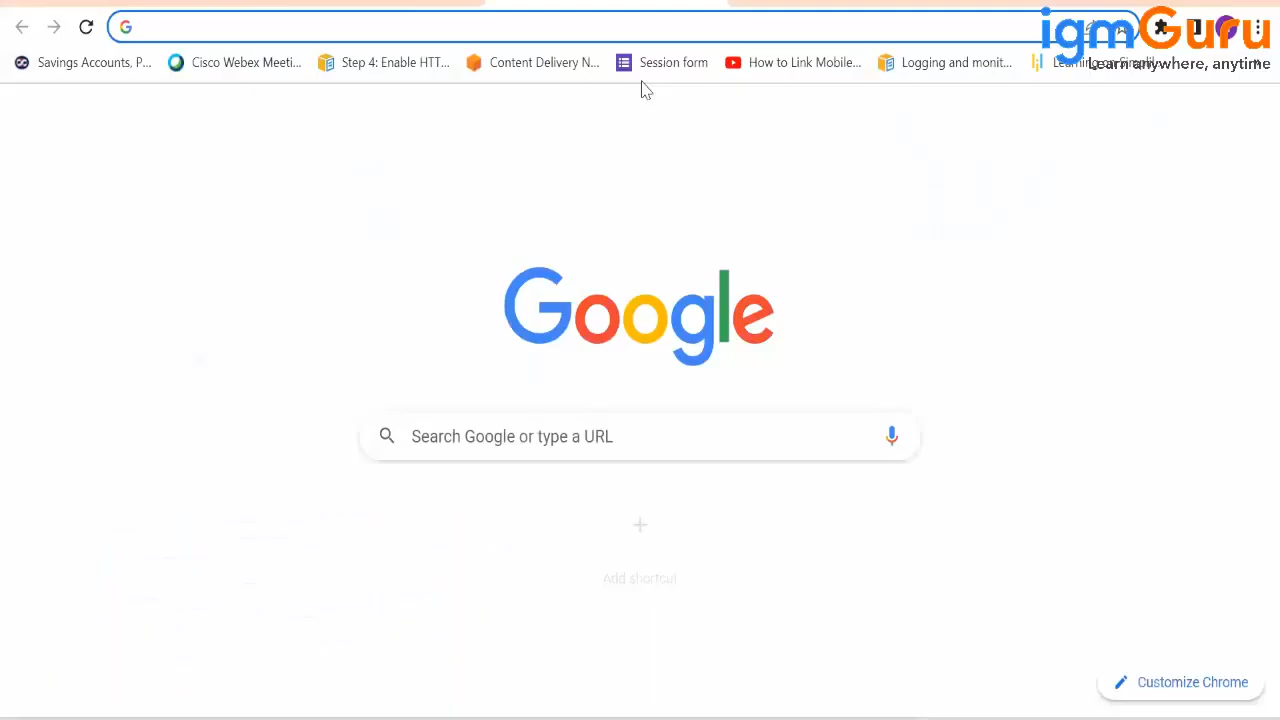 igmGuru
Savings Accounts, P...
Cisco Webex Meeti...
Step 4: Enable HTT...
Content Delivery N...
Session form
How to Link Mobile...
Logging and monit...
Learn anywhere, anytime
Google
Search Google or type a URL
Add shortcut
Customize Chrome